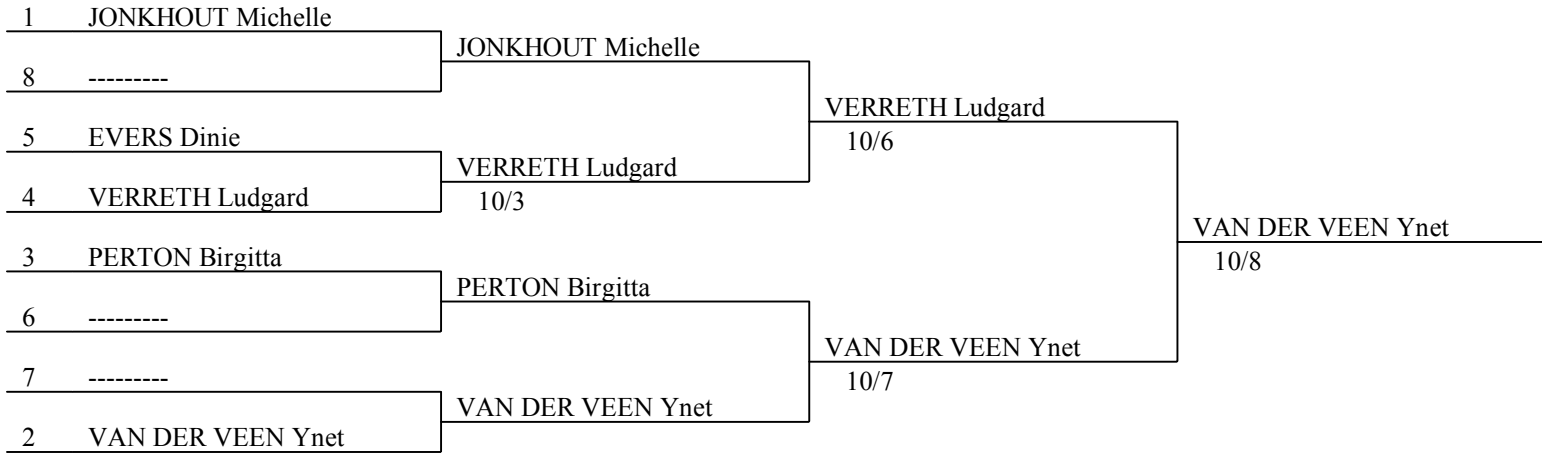 1 JONKHOUT Michelle
JONKHOUT Michelle
8 ---------
VERRETH Ludgard
10/6
5 EVERS Dinie
VERRETH Ludgard
10/3
4 VERRETH Ludgard
VAN DER VEEN Ynet
10/8
3 PERTON Birgitta
PERTON Birgitta
6 ---------
VAN DER VEEN Ynet
10/7
7 ---------
VAN DER VEEN Ynet
2 VAN DER VEEN Ynet